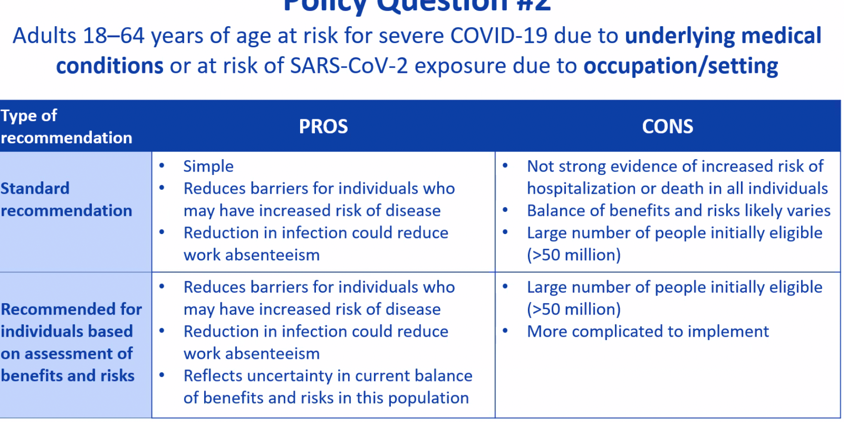 Policy Question #2
Adults 18–64 years of age at risk for severe COVID-19 due to underlying medical
conditions or at risk of SARS-CoV-2 exposure due to occupation/setting
Type of
recommendation
PROS
CONS
Standard
recommendation
• Simple
• Reduces barriers for individuals who
may have increased risk of disease
• Reduction in infection could reduce
work absenteeism
• Not strong evidence of increased risk of
hospitalization or death in all individuals
• Balance of benefits and risks likely varies
• Large number of people initially eligible
(>50 million)
Recommended for
individuals based
on assessment of
benefits and risks
• Reduces barriers for individuals who
may have increased risk of disease
• Reduction in infection could reduce
work absenteeism
• Reflects uncertainty in current balance
of benefits and risks in this population
• Large number of people initially eligible
(>50 million)
• More complicated to implement